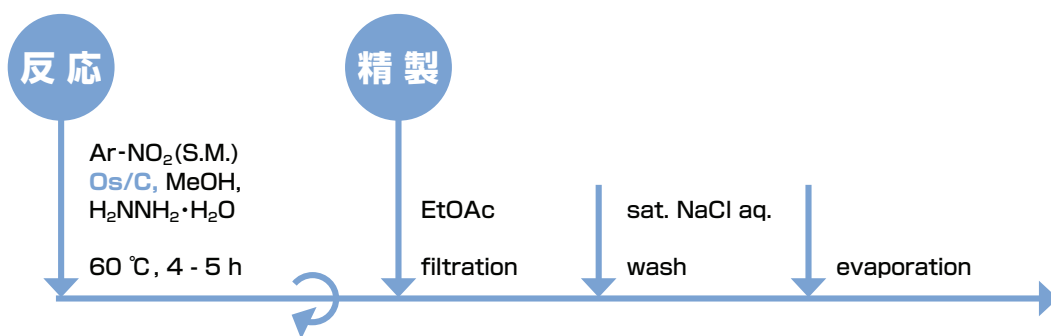 反応
精製
Ar-NO₂(S.M.)
Os/C, MeOH,
H₂NNH₂・H₂O
60 ℃, 4 - 5 h
EtOAc
filtration
sat. NaCl aq.
wash
evaporation